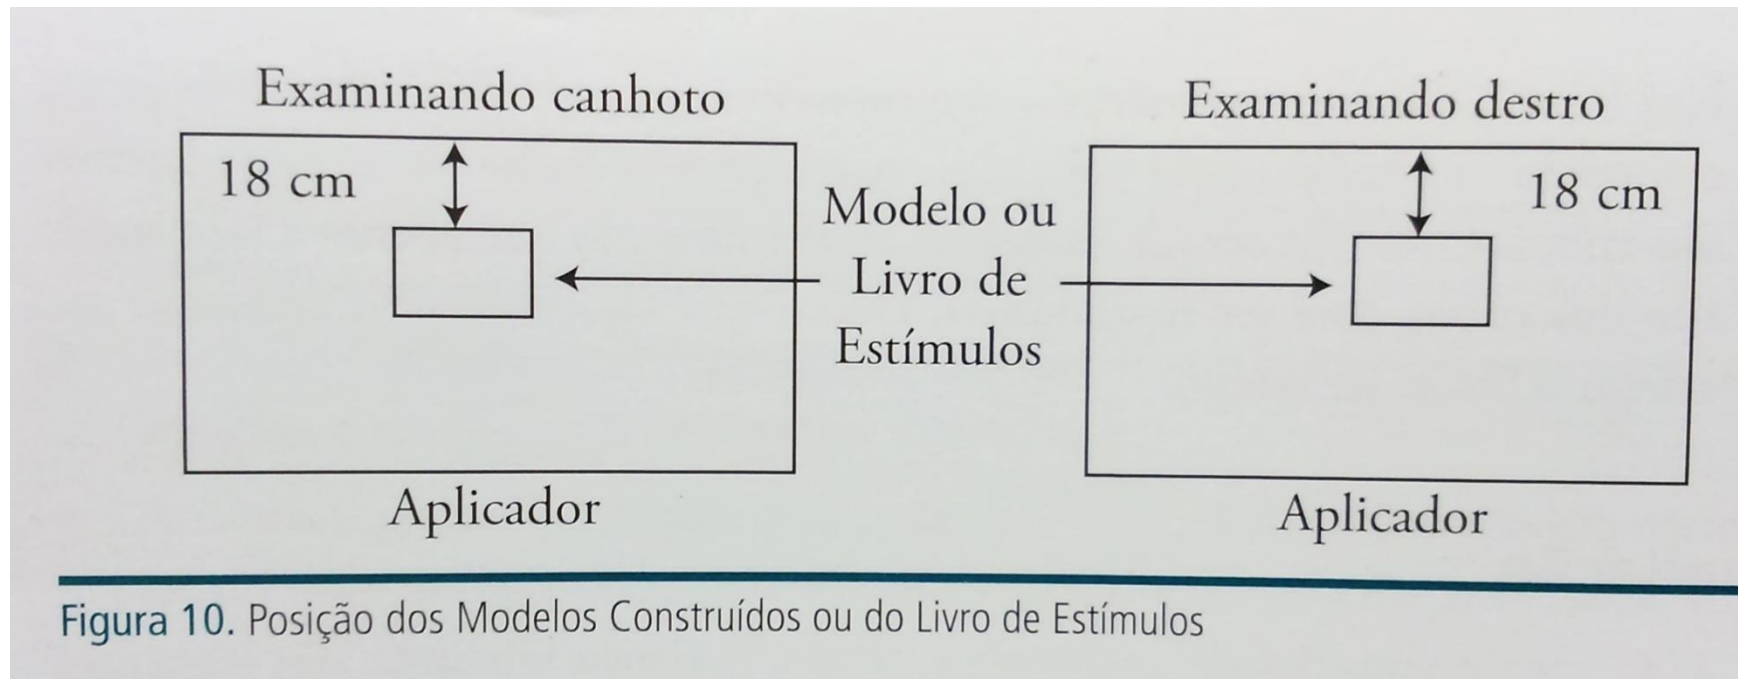 Examinando canhoto
18 cm
Aplicador
Modelo ou
Livro de
Estímulos
Examinando destro
18 cm
Aplicador
Figura 10. Posição dos Modelos Construídos ou do Livro de Estímulos